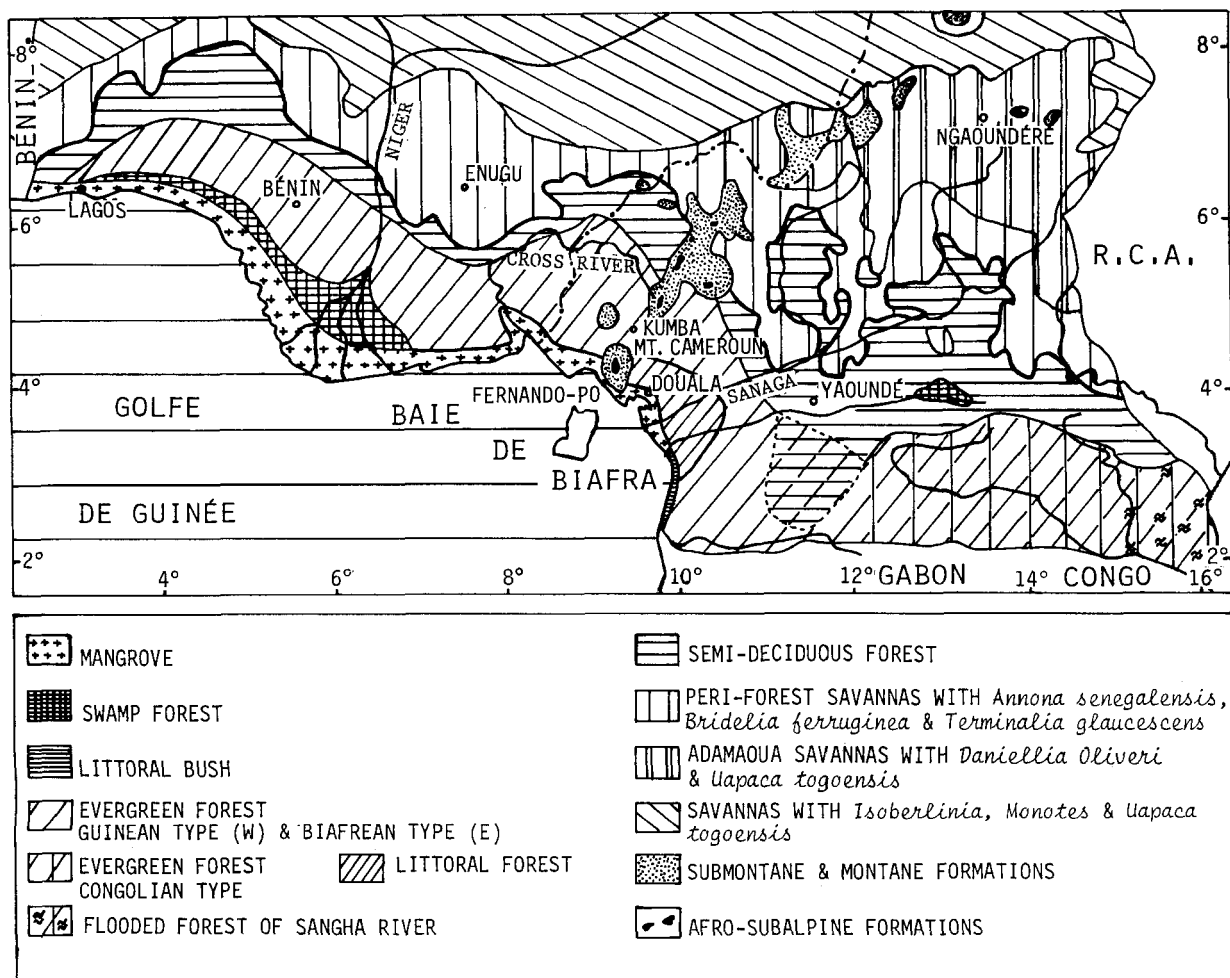 8°
8°
BÉNIN
NIGER
NGAOUNDÉRÉ
ENUGU
BÉNIN
LAGOS
6°
6°
CROSS RIVER
R.C.A.
KUMBA
MT. CAMEROUN
DOUALA
SANAGA
YAOUNDÉ
4°
4°
FERNANDO-PO
GOLFE
BAIE
DE
BIAFRA
DE GUINÉE
2°
4°
6°
8°
10°
12°
GABON
14°
CONGO
16°
2°
MANGROVE
SWAMP FOREST
LITTORAL BUSH
EVERGREEN FOREST
GUINEAN TYPE (W) & BIAFREAN TYPE (E)
EVERGREEN FOREST
CONGOLIAN TYPE
LITTORAL FOREST
FLOODED FOREST OF SANGHA RIVER
SEMI-DECIDUOUS FOREST
PERI-FOREST SAVANNAS WITH Annona senegalensis,
Bridelia ferruginea & Terminalia glaucescens
ADAMAOUA SAVANNAS WITH Daniellia Oliveri
& Uapaca togoensis
SAVANNAS WITH Isoberlinia, Monotes & Uapaca
togoensis
SUBMONTANE & MONTANE FORMATIONS
AFRO-SUBALPINE FORMATIONS